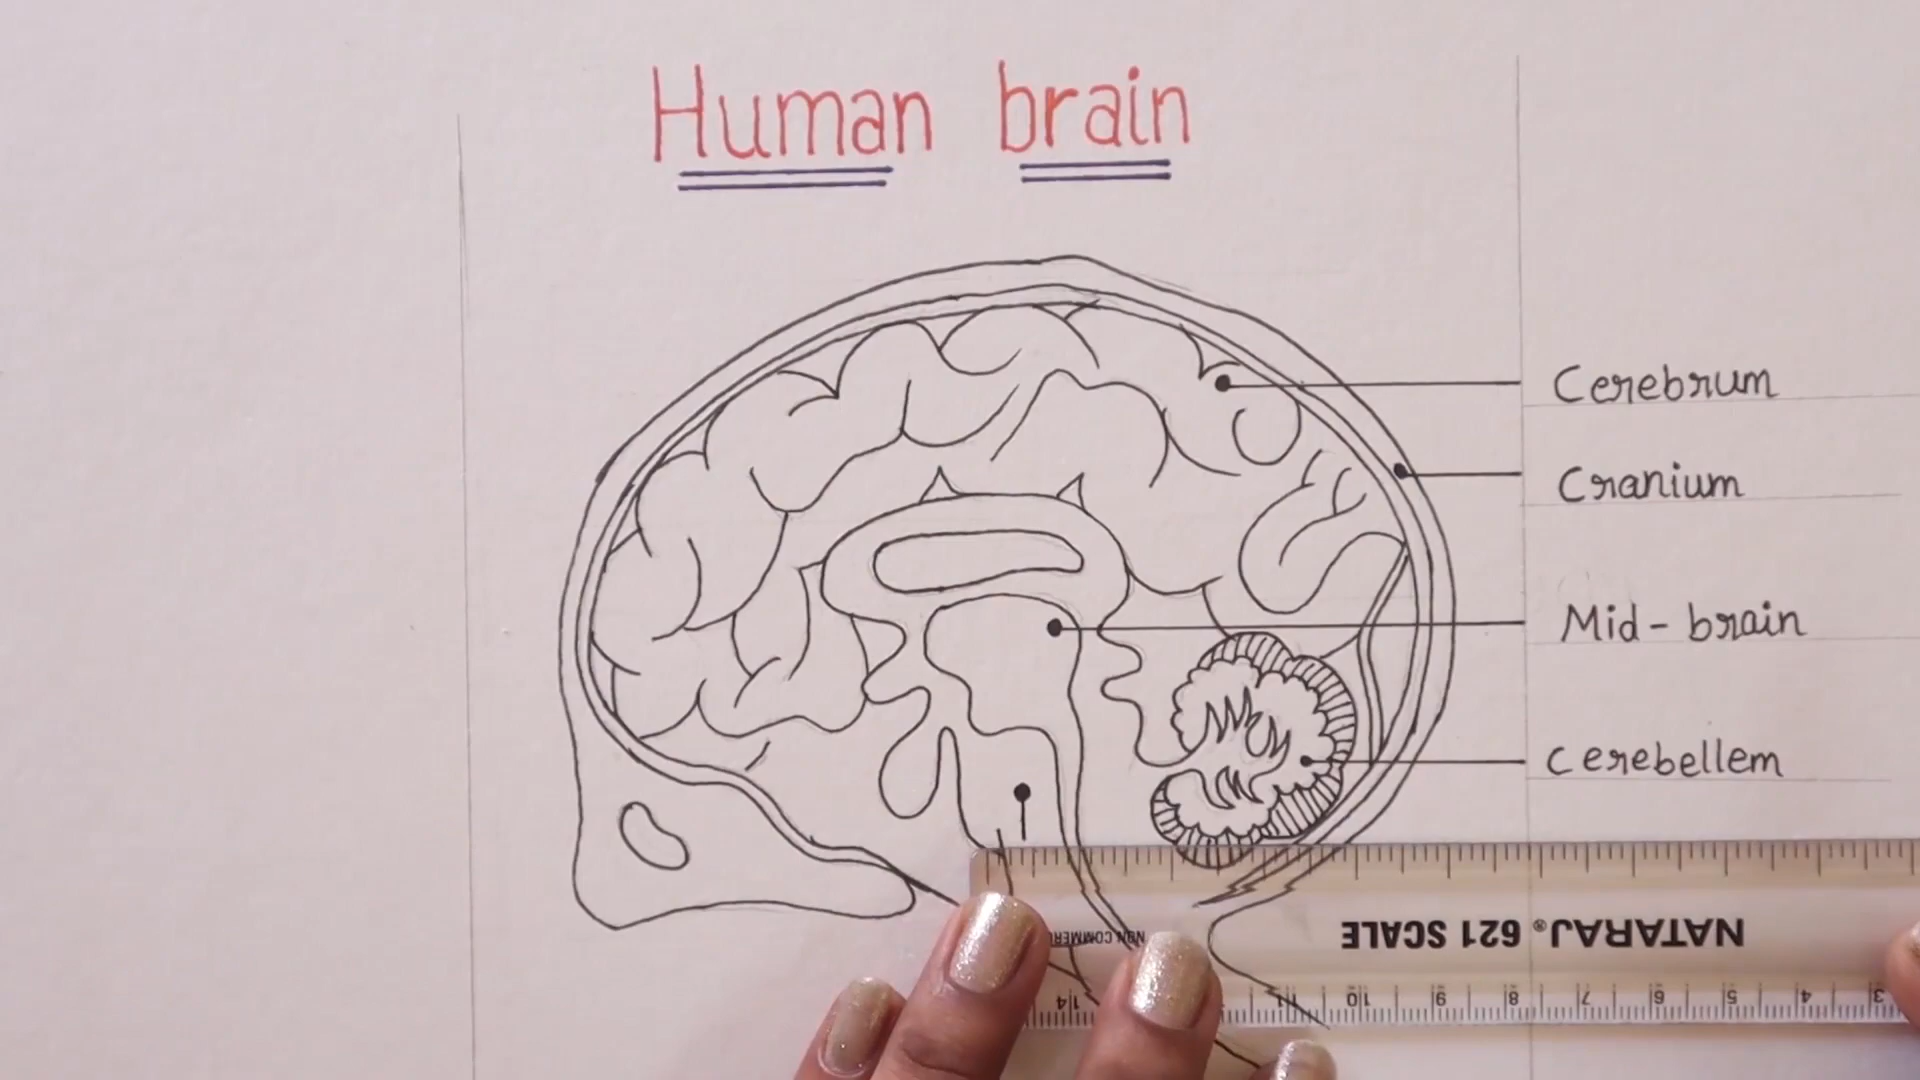 Human brain
Cerebrum
Cranium
Mid-brain
Cerebellem
NATARAJ® 621 SCALE
14 11 10 9 8 7 6 5 4 3